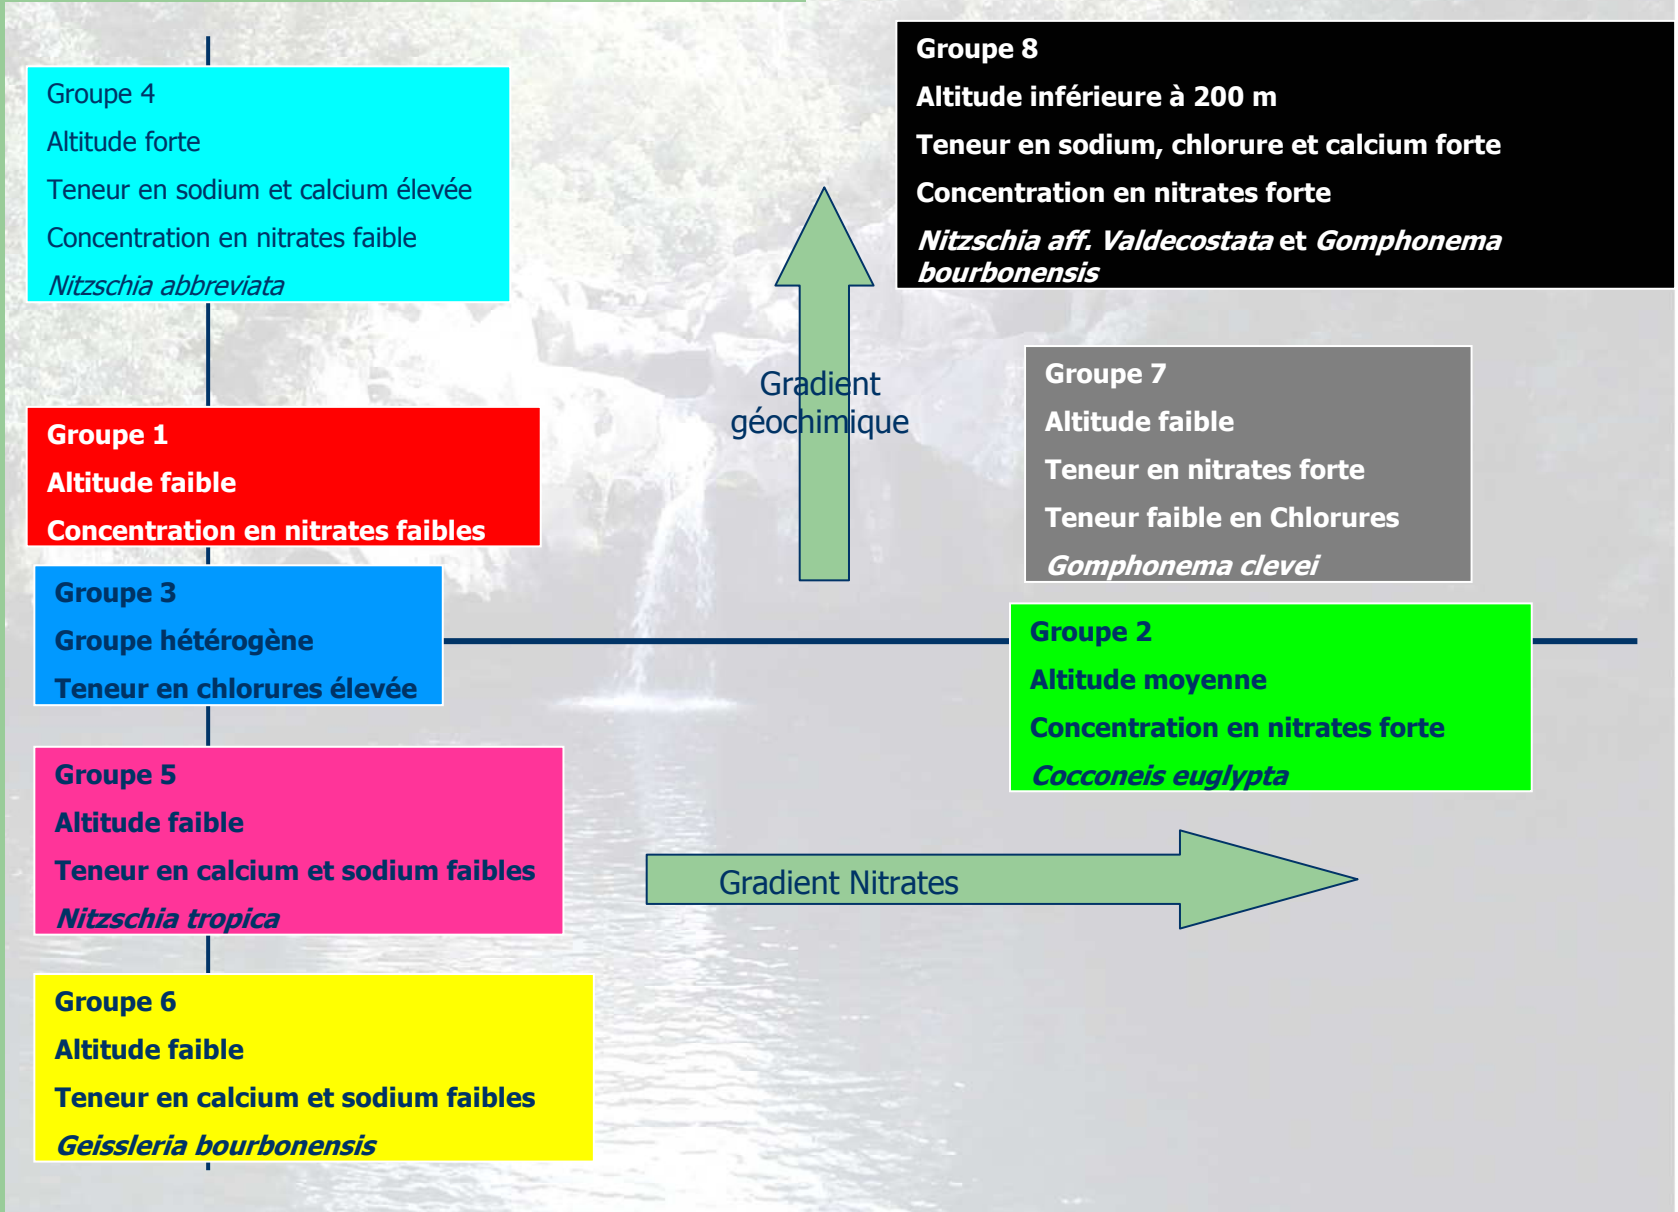 Groupe 4
Altitude forte
Teneur en sodium et calcium élevée
Concentration en nitrates faible
Nitzschia abbreviata
Groupe 8
Altitude inférieure à 200 m
Teneur en sodium, chlorure et calcium forte
Concentration en nitrates forte
Nitzschia aff. Valdecostata et Gomphonema
bourbonensis
Gradient
géochimique
Groupe 7
Altitude faible
Teneur en nitrates forte
Teneur faible en Chlorures
Gomphonema clevei
Groupe 1
Altitude faible
Concentration en nitrates faibles
Groupe 3
Groupe hétérogène
Teneur en chlorures élevée
Groupe 2
Altitude moyenne
Concentration en nitrates forte
Cocconeis euglypta
Groupe 5
Altitude faible
Teneur en calcium et sodium faibles
Nitzschia tropica
Gradient Nitrates
Groupe 6
Altitude faible
Teneur en calcium et sodium faibles
Geissleria bourbonensis